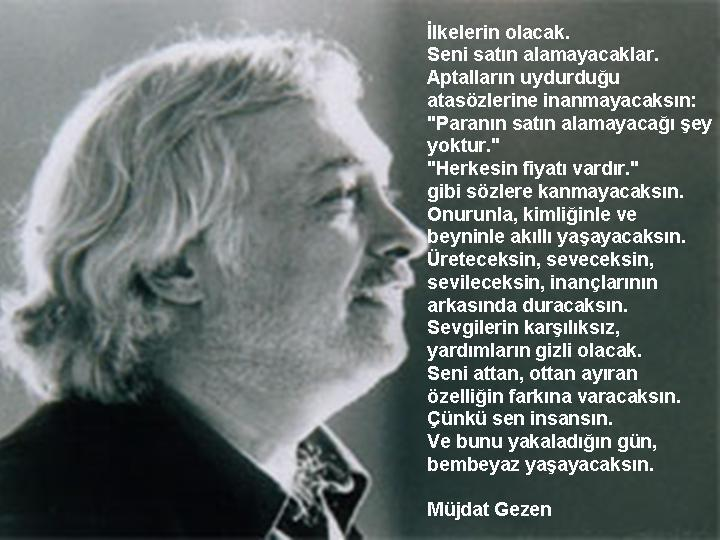 İlkelerin olacak.
Seni satın alamayacaklar.
Aptalların uydurduğu
atasözlerine inanmayacaksın:
"Paranın satın alamayacağı şey
yoktur."
"Herkesin fiyatı vardır."
gibi sözlere kanmayacaksın.
Onurunla, kimliğinle ve
beyninle akıllı yaşayacaksın.
Üreteceksin, seveceksin,
sevileceksin, inançlarının
arkasında duracaksın.
Sevgilerin karşılıksız,
yardımların gizli olacak.
Seni attan, ottan ayıran
özelliğin farkına varacaksın.
Çünkü sen insansın.
Ve bunu yakaladığın gün,
bembeyaz yaşayacaksın.
Müjdat Gezen